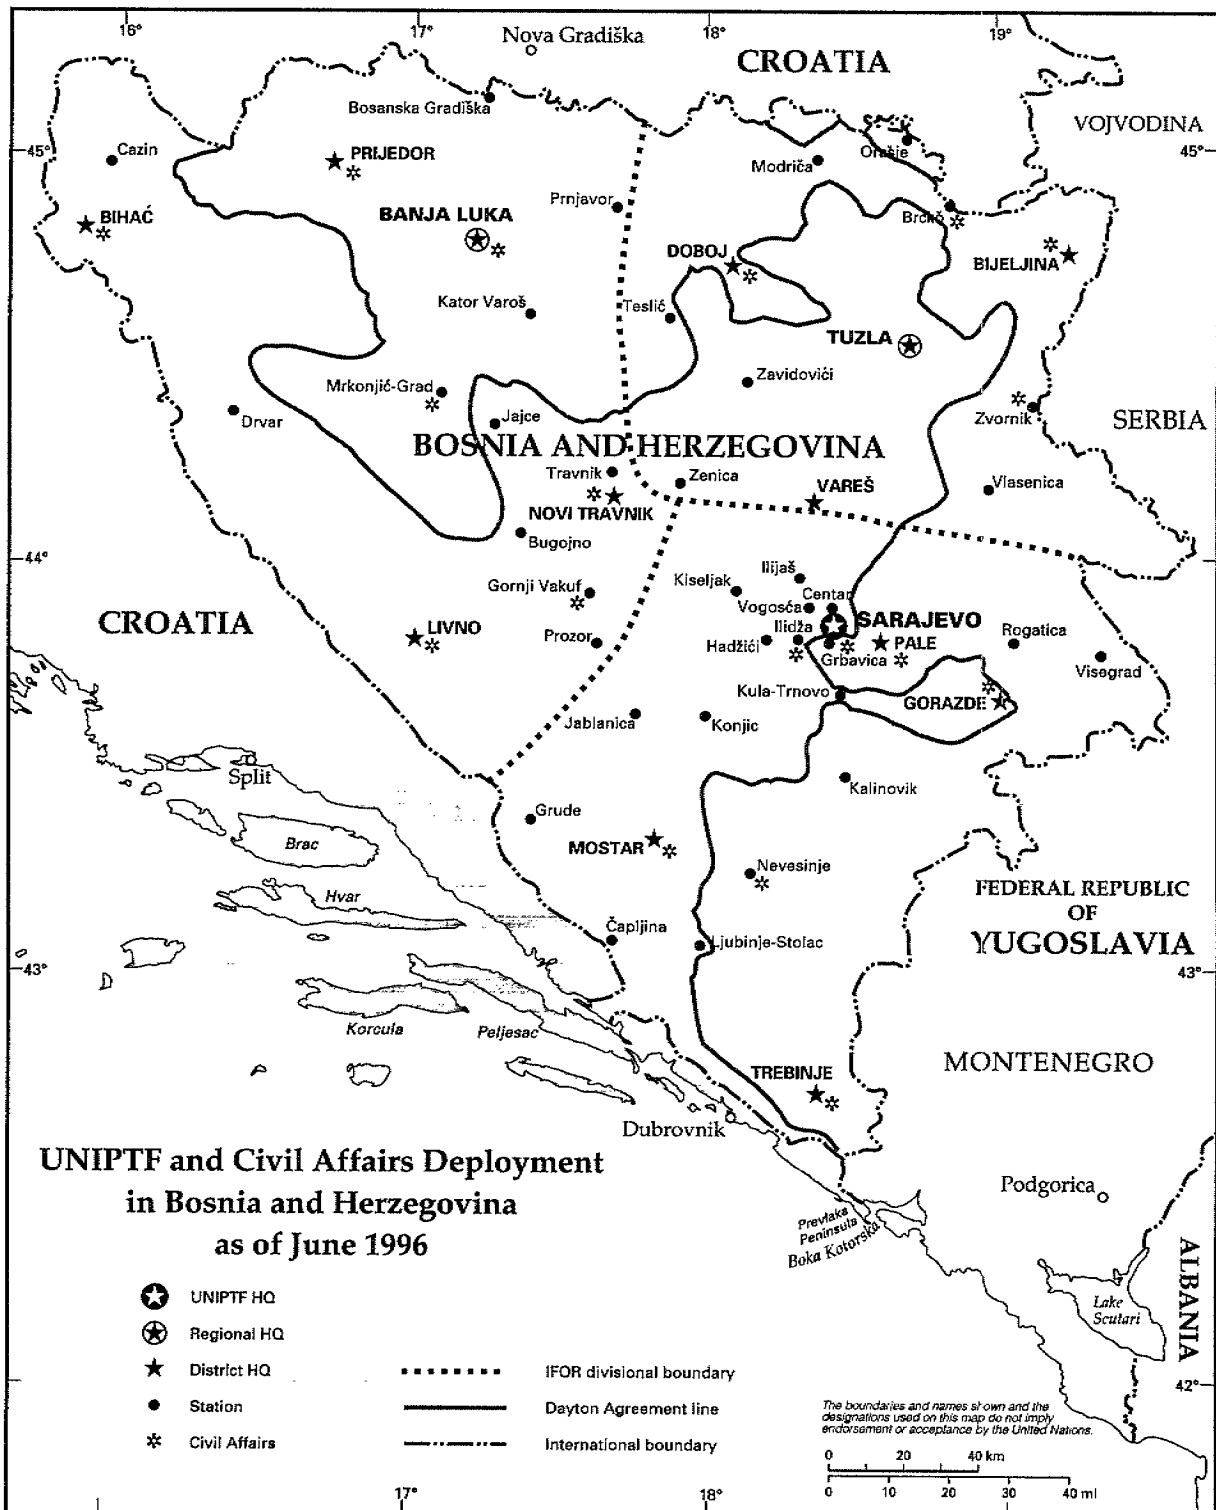 16°
17°
18°
19°
Nova Gradiška
CROATIA
Bosanska Gradiška
VOJVODINA
45°
Cazin
PRIJEDOR
Modriča
Orašje
45°
BIHAĆ
BANJA LUKA
Prnjavor
Brčko
DOBOJ
BIJELJINA
Kator Varoš
Teslić
TUZLA
Mrkonjić-Grad
Zavidovići
Drvar
Jajce
Zvornik
SERBIA
BOSNIA AND HERZEGOVINA
Travnik
Zenica
VAREŠ
Vlasenica
NOVI TRAVNIK
Bugojno
44°
44°
Gornji Vakuf
Kiseljak
Ilijaš
Centar
Vogosća
CROATIA
LIVNO
Prozor
Hadžići
Ilidža
SARAJEVO
PALE
Grbavica
Rogatica
Visegrad
Kula-Trnovo
GORAZDE
Jablanica
Konjic
Split
Kalinovik
Grude
Brac
MOSTAR
Nevesinje
Hvar
FEDERAL REPUBLIC
OF
YUGOSLAVIA
Čapljina
Ljubinje-Stolac
43°
43°
Korcula
Peljesac
MONTENEGRO
TREBINJE
Dubrovnik
UNIPTF and Civil Affairs Deployment
in Bosnia and Herzegovina
as of June 1996
Podgorica
Prevlaka
Peninsula
Boka Kotorska
ALBANIA
Lake
Scutari
UNIPTF HQ
Regional HQ
District HQ
Station
Civil Affairs
IFOR divisional boundary
Dayton Agreement line
International boundary
42°
The boundaries and names shown and the
designations used on this map do not imply
endorsement or acceptance by the United Nations.
0 20 40 km
0 10 20 30 40 mi
17°
18°